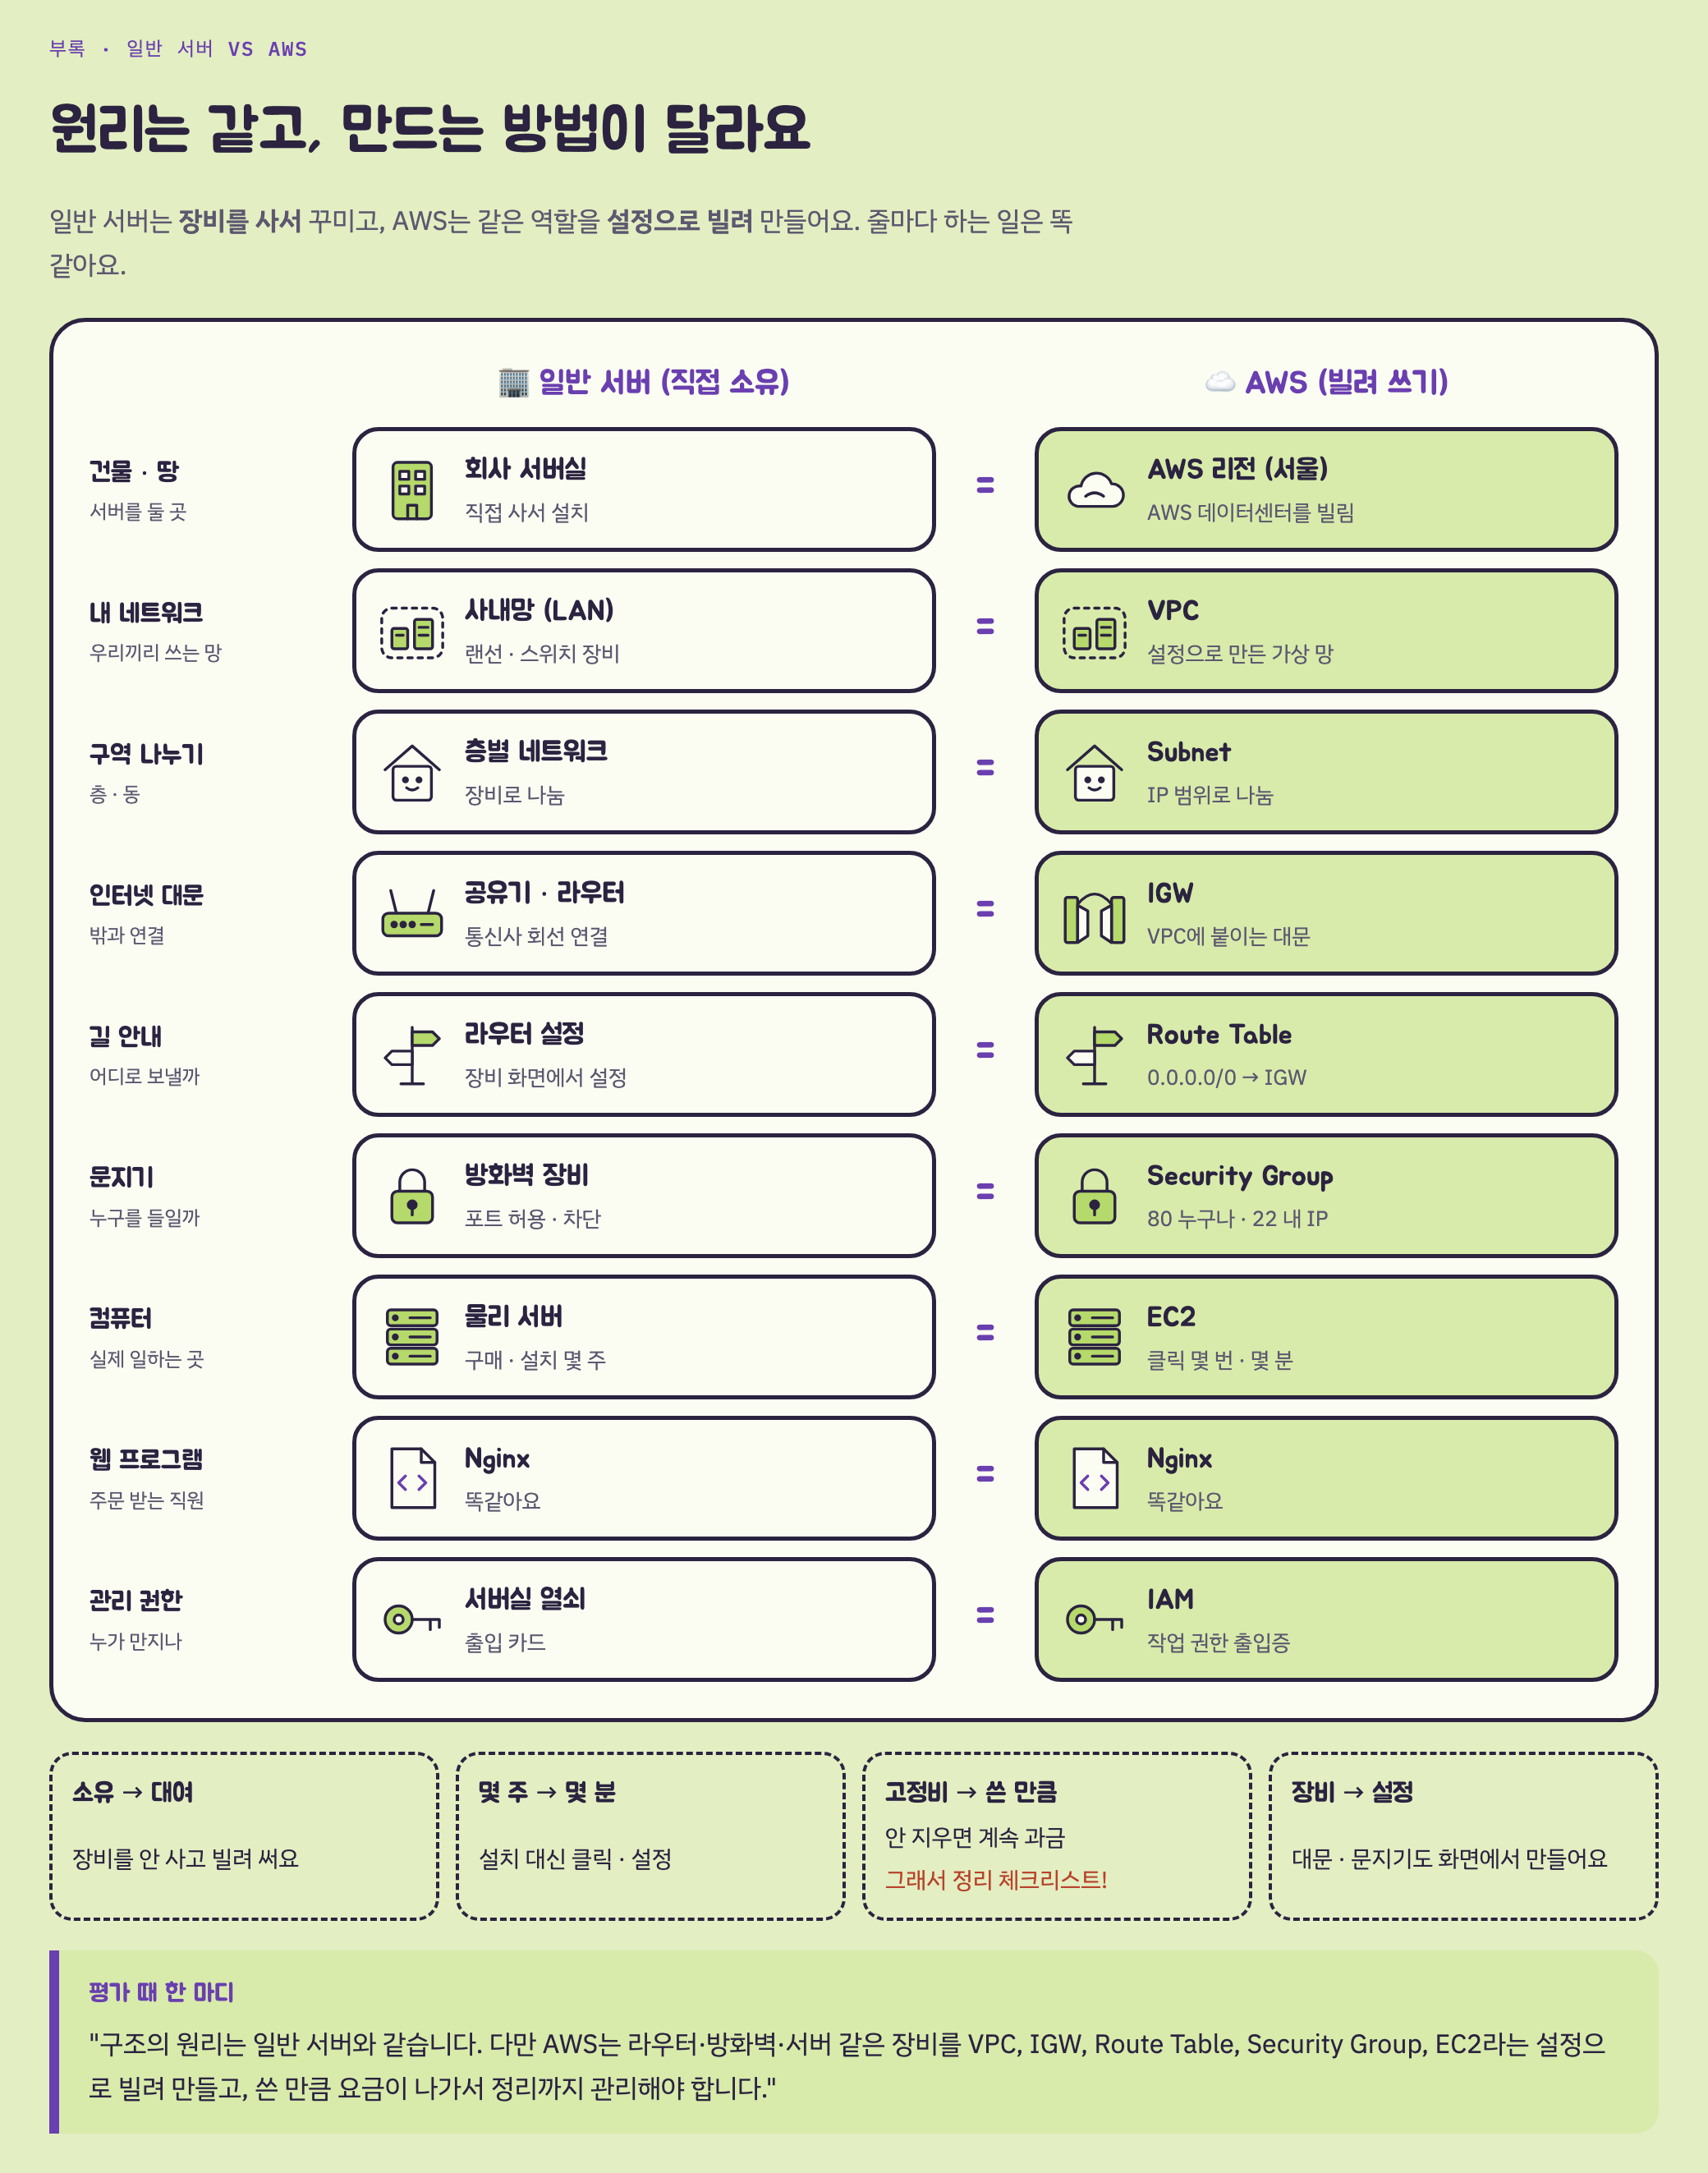 부록 · 일반 서버 VS AWS
원리는 같고, 만드는 방법이 달라요
일반 서버는 장비를 사서 꾸미고, AWS는 같은 역할을 설정으로 빌려 만들어요. 줄마다 하는 일은 똑
같아요.
🏢 일반 서버 (직접 소유)
☁️ AWS (빌려 쓰기)
건물 · 땅
서버를 둘 곳
회사 서버실
직접 사서 설치
=
AWS 리전 (서울)
AWS 데이터센터를 빌림
내 네트워크
우리끼리 쓰는 망
사내망 (LAN)
랜선 · 스위치 장비
=
VPC
설정으로 만든 가상 망
구역 나누기
층 · 동
층별 네트워크
장비로 나눔
=
Subnet
IP 범위로 나눔
인터넷 대문
밖과 연결
공유기 · 라우터
통신사 회선 연결
=
IGW
VPC에 붙이는 대문
길 안내
어디로 보낼까
라우터 설정
장비 화면에서 설정
=
Route Table
0.0.0.0/0 → IGW
문지기
누구를 들일까
방화벽 장비
포트 허용 · 차단
=
Security Group
80 누구나 · 22 내 IP
컴퓨터
실제 일하는 곳
물리 서버
구매 · 설치 몇 주
=
EC2
클릭 몇 번 · 몇 분
웹 프로그램
주문 받는 직원
Nginx
똑같아요
=
Nginx
똑같아요
관리 권한
누가 만지나
서버실 열쇠
출입 카드
=
IAM
작업 권한 출입증
소유 → 대여
장비를 안 사고 빌려 써요
몇 주 → 몇 분
설치 대신 클릭 · 설정
고정비 → 쓴 만큼
안 지우면 계속 과금
그래서 정리 체크리스트!
장비 → 설정
대문 · 문지기도 화면에서 만들어요
평가 때 한 마디
"구조의 원리는 일반 서버와 같습니다. 다만 AWS는 라우터·방화벽·서버 같은 장비를 VPC, IGW, Route Table, Security Group, EC2라는 설정으
로 빌려 만들고, 쓴 만큼 요금이 나가서 정리까지 관리해야 합니다."